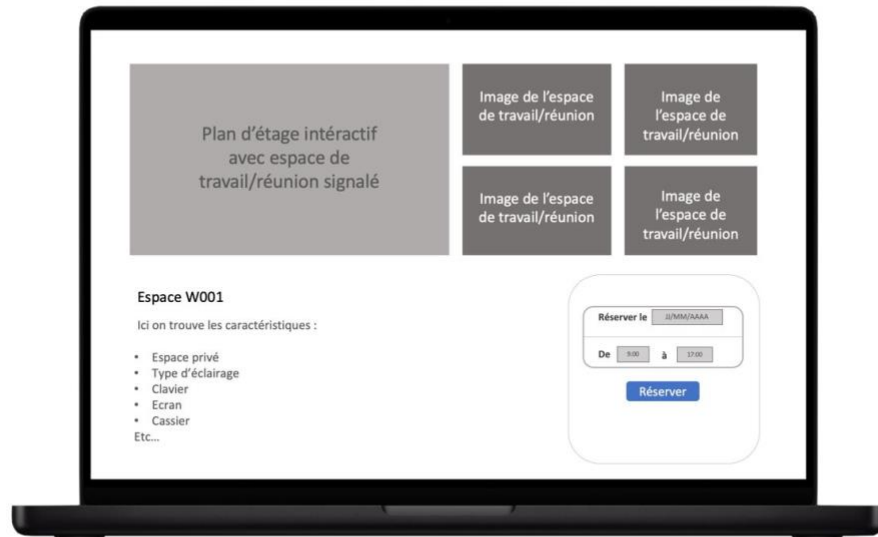 Plan d'étage intéractif
avec espace de
travail/réunion signalé
Image de l'espace
de travail/réunion
Image de
l'espace de
travail/réunion
Image de l'espace
de travail/réunion
Image de
l'espace de
travail/réunion
Espace W001
Ici on trouve les caractéristiques :
• Espace privé
• Type d'éclairage
• Clavier
• Ecran
• Cassier
Etc...
Réserver le JJ/MM/AAAA
De 9:00 à 17:00
Réserver